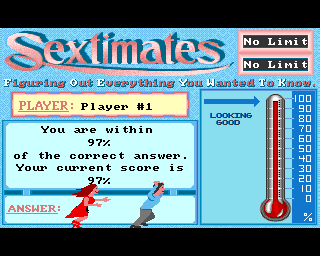 Sextimates
No Limit
No Limit
Figuring Out Everything You Wanted To Know.
PLAYER: Player #1
You are within
97%
of the correct answer.
Your current score is
97%
ANSWER:
LOOKING
GOOD
100
90
80
70
60
50
40
30
20
10
0
%